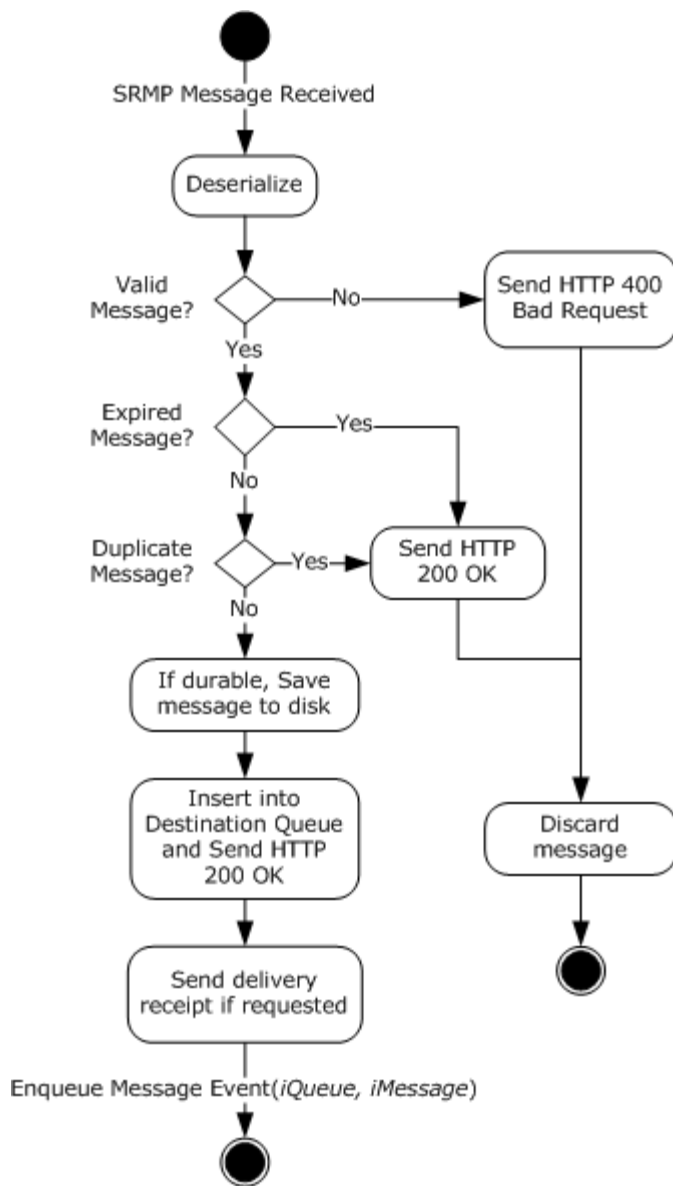 SRMP Message Received
Deserialize
Valid
Message?
No
Send HTTP 400
Bad Request
Yes
Expired
Message?
Yes
No
Duplicate
Message?
Yes
Send HTTP
200 OK
No
If durable, Save
message to disk
Insert into
Destination Queue
and Send HTTP
200 OK
Discard
message
Send delivery
receipt if requested
Enqueue Message Event(iQueue, iMessage)